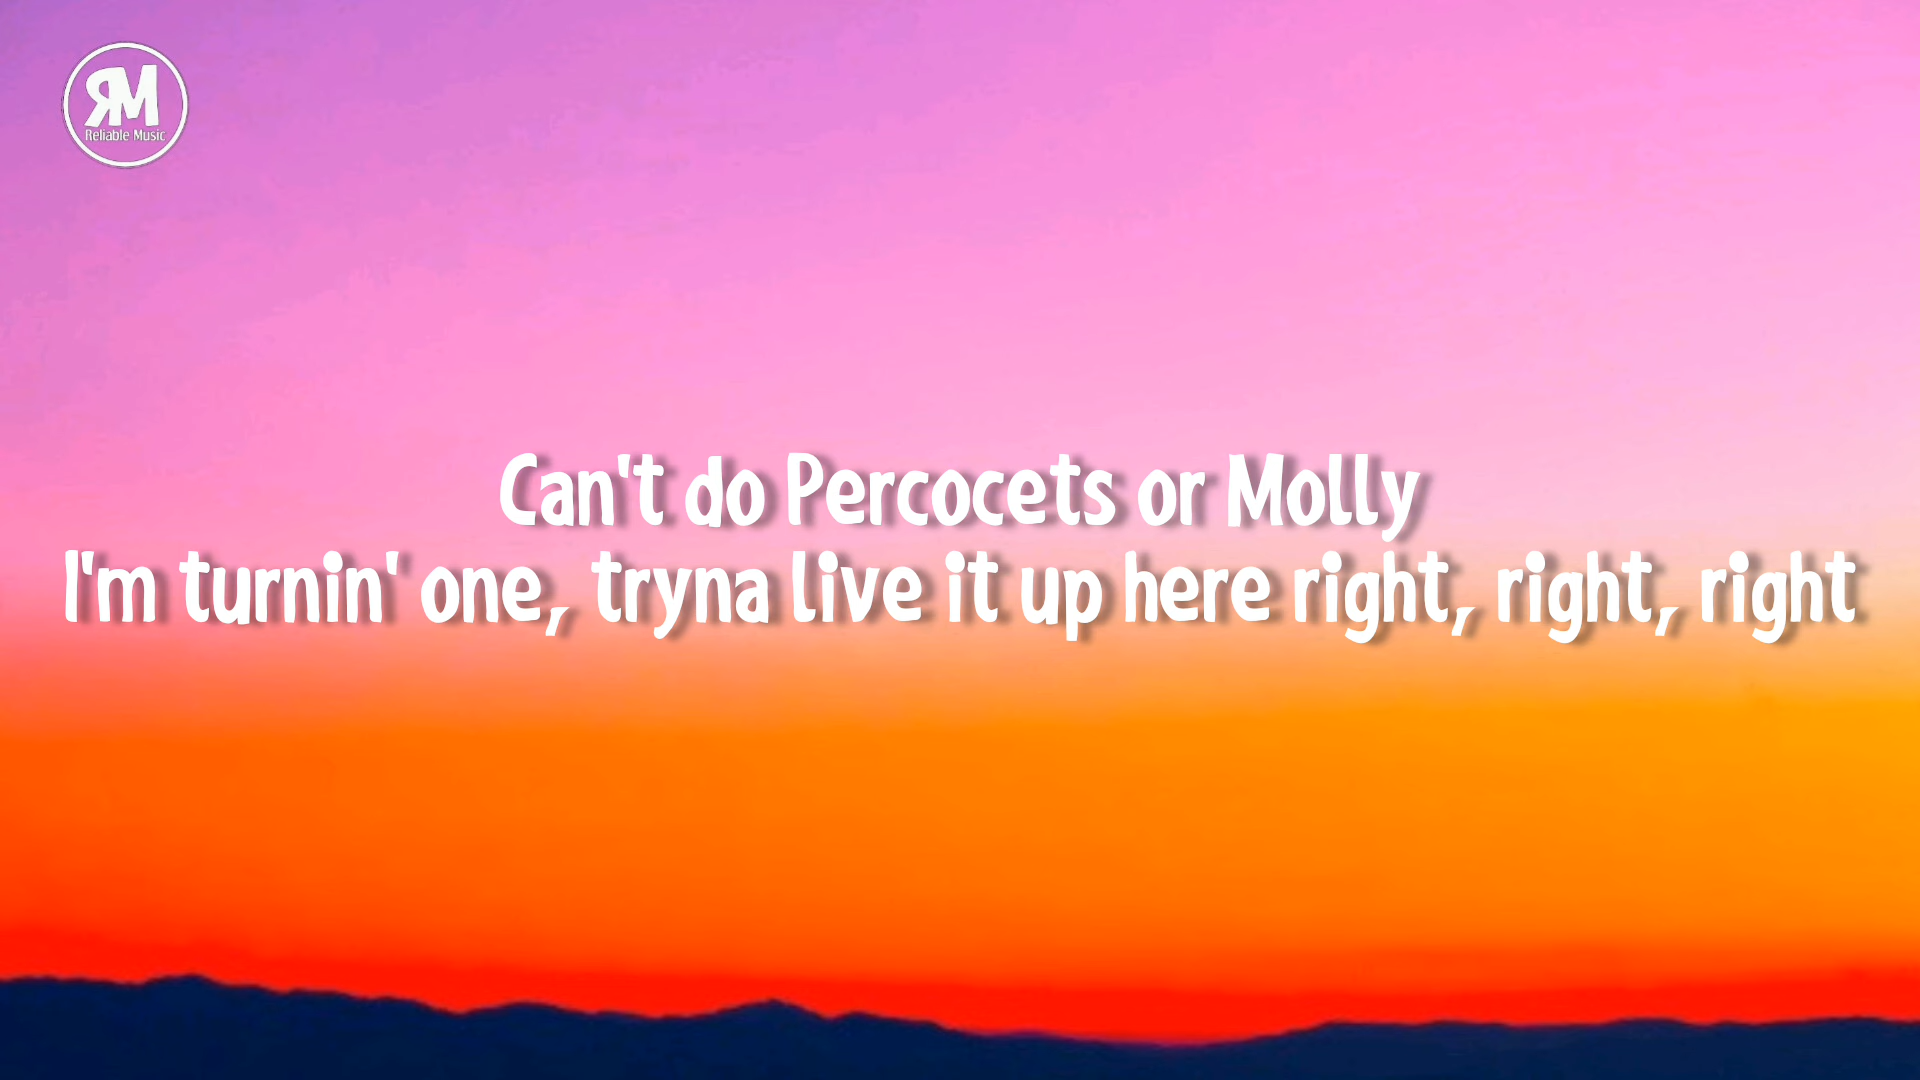 RM
Reliable Music
Can't do Percocets or Molly
I'm turnin' one, tryna live it up here right, right, right